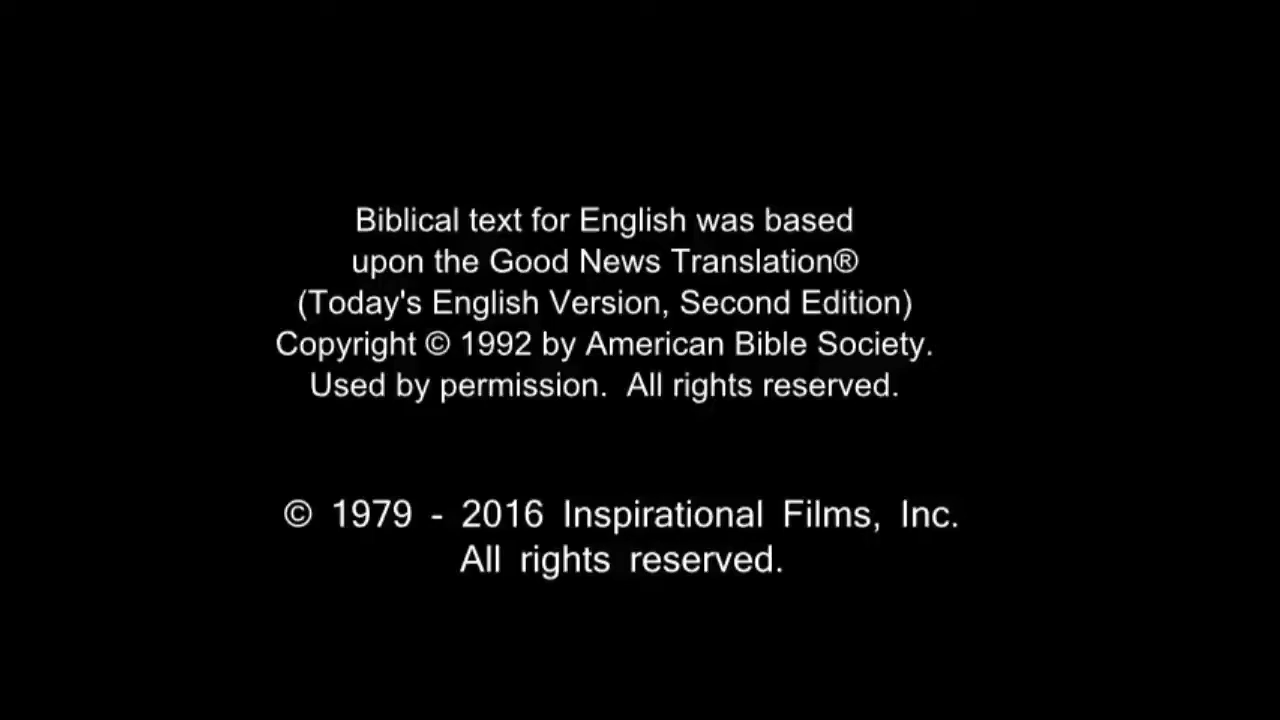 Biblical text for English was based
upon the Good News Translation®
(Today's English Version, Second Edition)
Copyright © 1992 by American Bible Society.
Used by permission.  All rights reserved.
© 1979 - 2016 Inspirational Films, Inc.
All rights reserved.